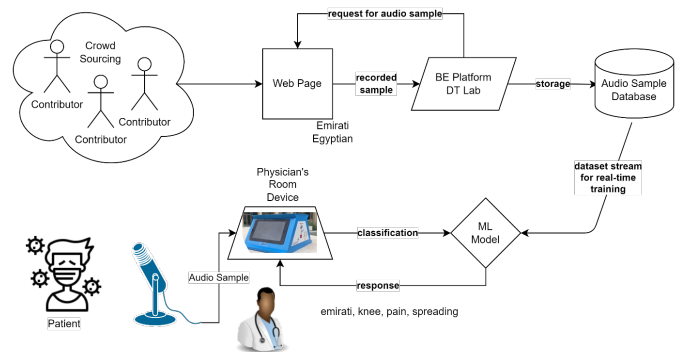 request for audio sample
Crowd
Sourcing
Contributor
Contributor
Contributor
Web Page
recorded
sample
BE Platform
DT Lab
storage
Audio Sample
Database
Emirati
Egyptian
dataset stream
for real-time
training
Physician's
Room
Device
classification
ML
Model
Audio Sample
response
emirati, knee, pain, spreading
Patient